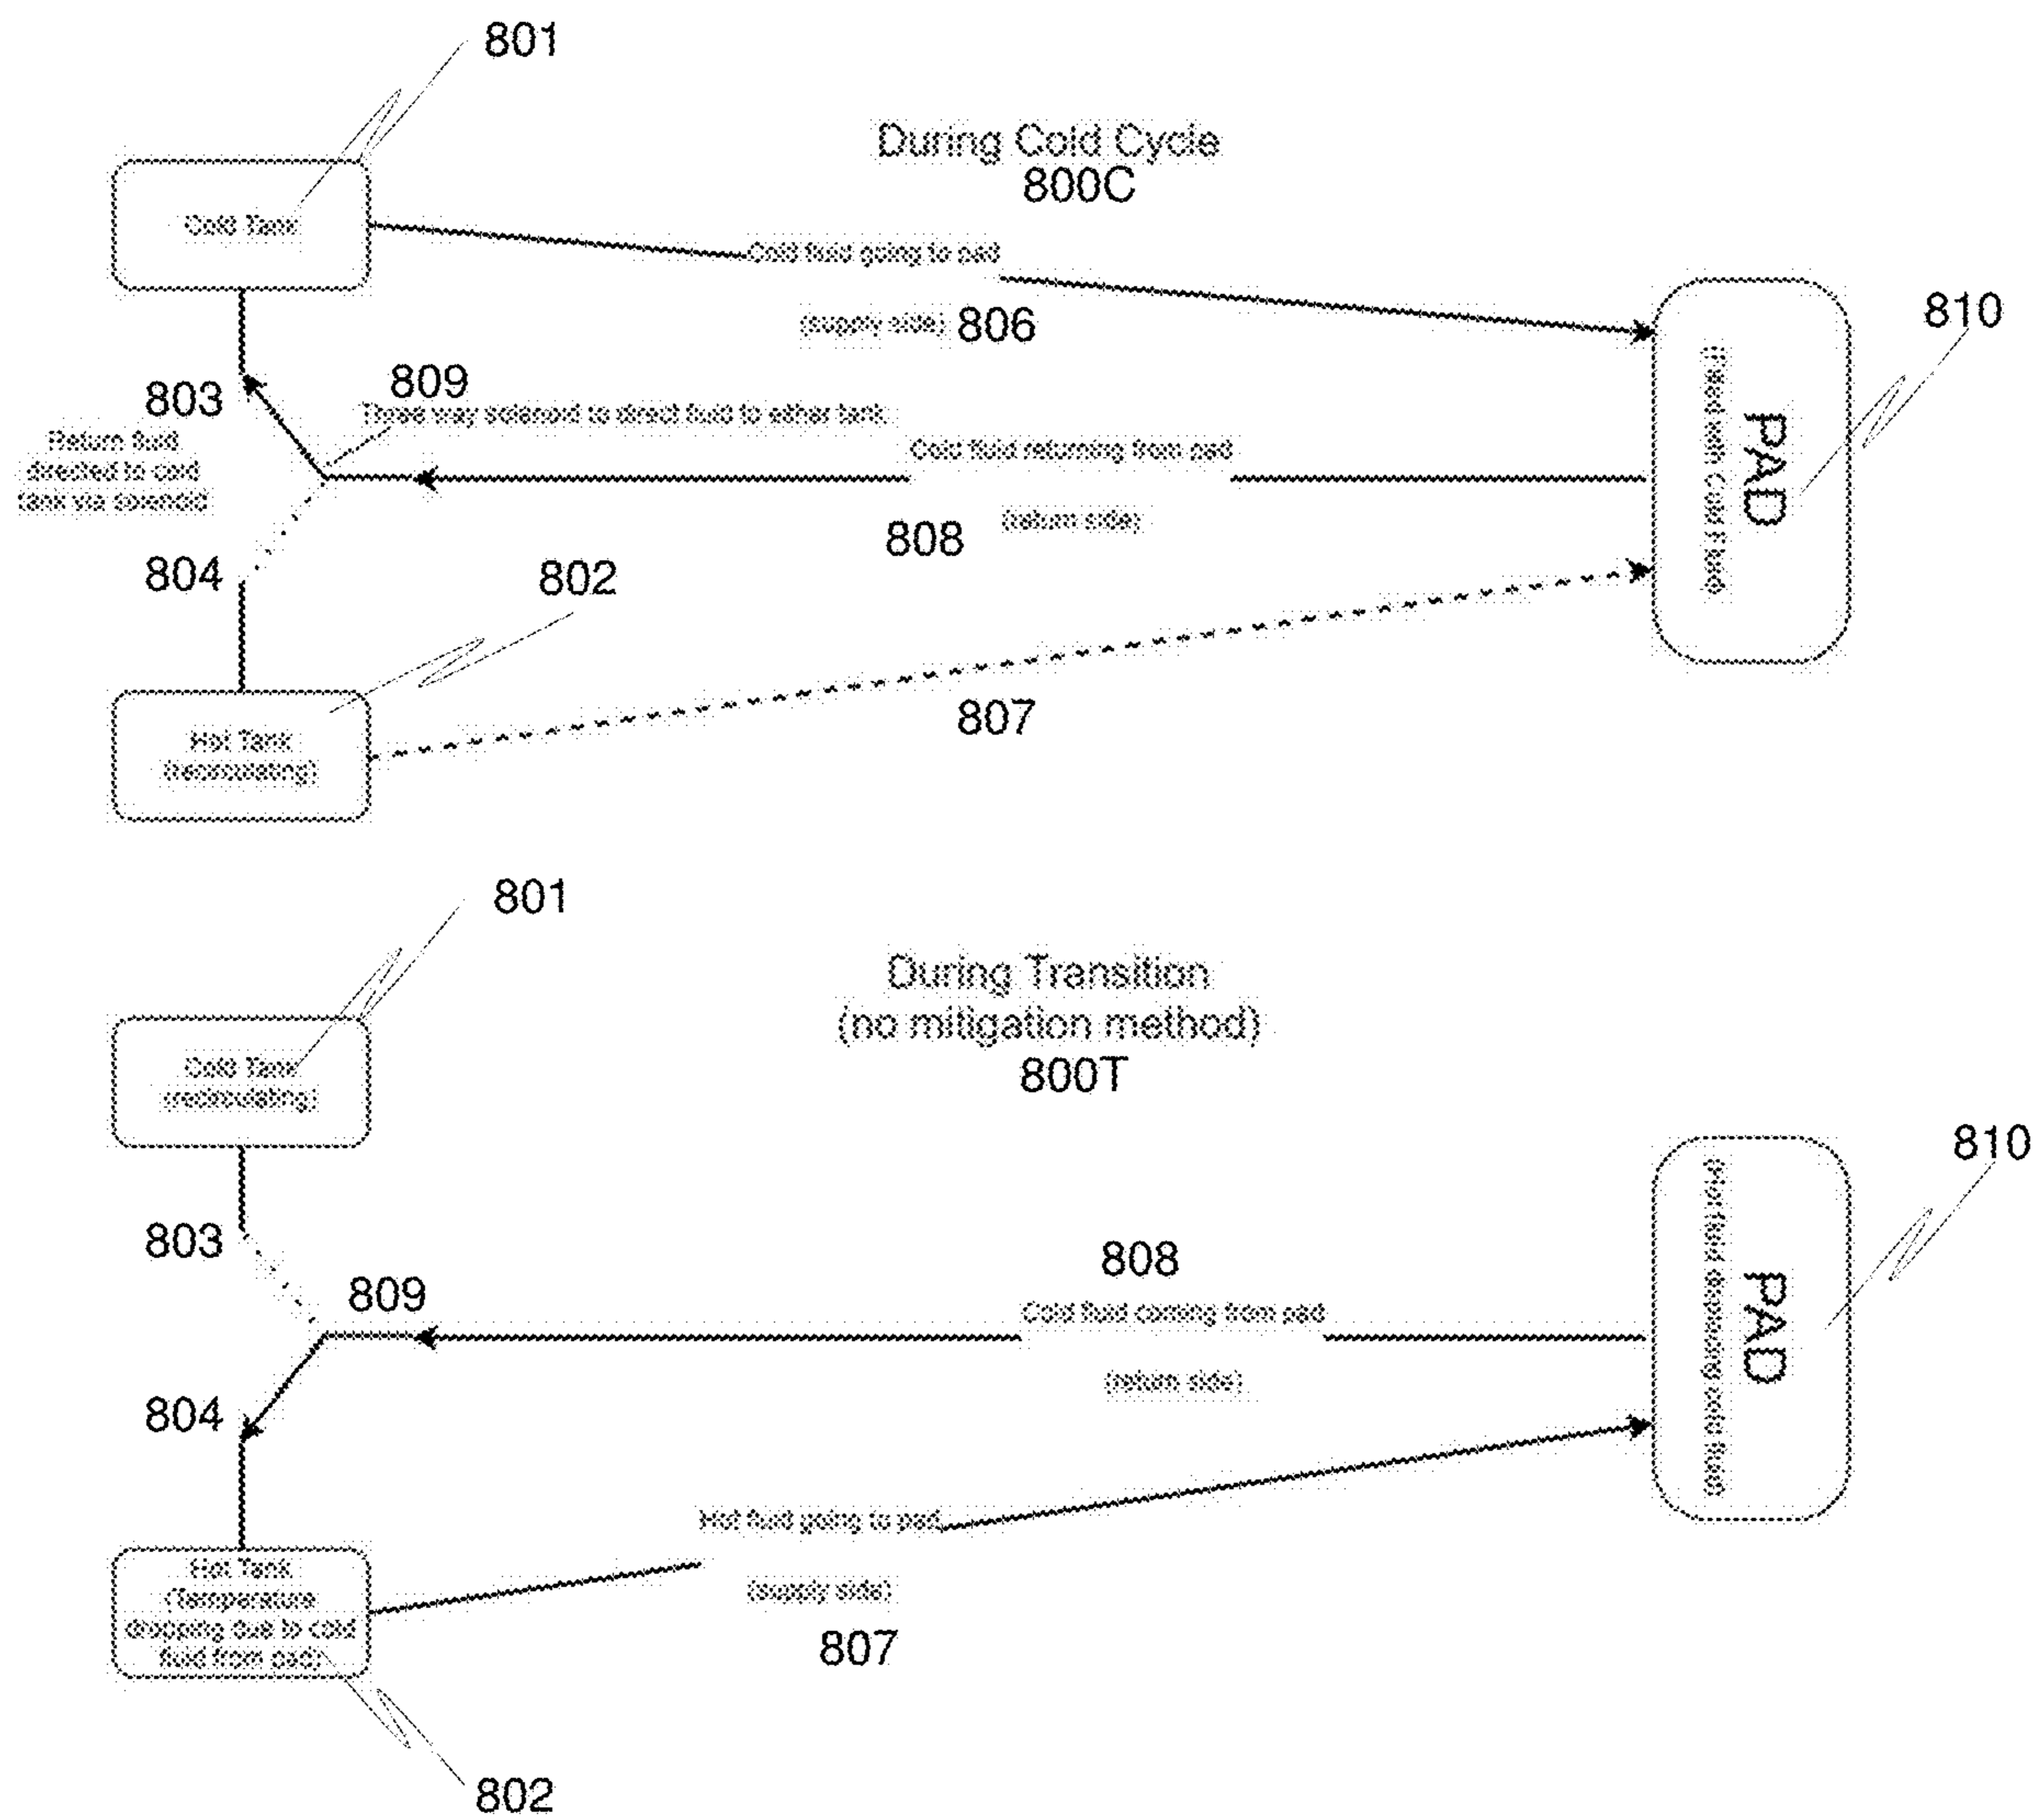 801
During Cold Cycle
800C
Cold Tank
Cold fluid going to pad
(supply side) 806
810
803
809
Three way solenoid to direct fluid to either tank
Return fluid
directed to cold
tank via solenoid
Cold fluid returning from pad
808
(return side)
PAD
(Filled with Cold Fluid)
804
802
Hot Tank
(recirculating)
807
801
During Transition
(no mitigation method)
800T
Cold Tank
(recirculating)
810
803
809
808
Cold fluid coming from pad
(return side)
PAD
(Hot fluid displacing cold fluid)
804
Hot fluid going to pad
(supply side)
807
Hot Tank
(Temperature
dropping due to cold
fluid from pad)
802